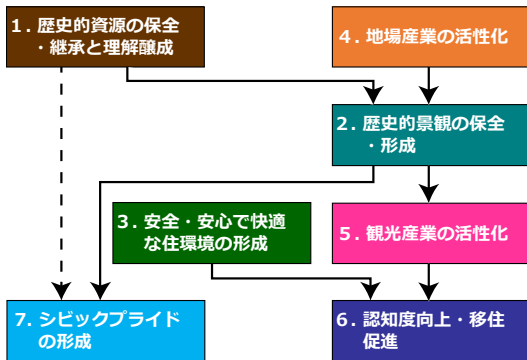 1. 歴史的資源の保全
・継承と理解醸成
4. 地場産業の活性化
2. 歴史的景観の保全
・形成
3. 安全・安心で快適
な住環境の形成
5. 観光産業の活性化
7. シビックプライド
の形成
6. 認知度向上・移住
促進